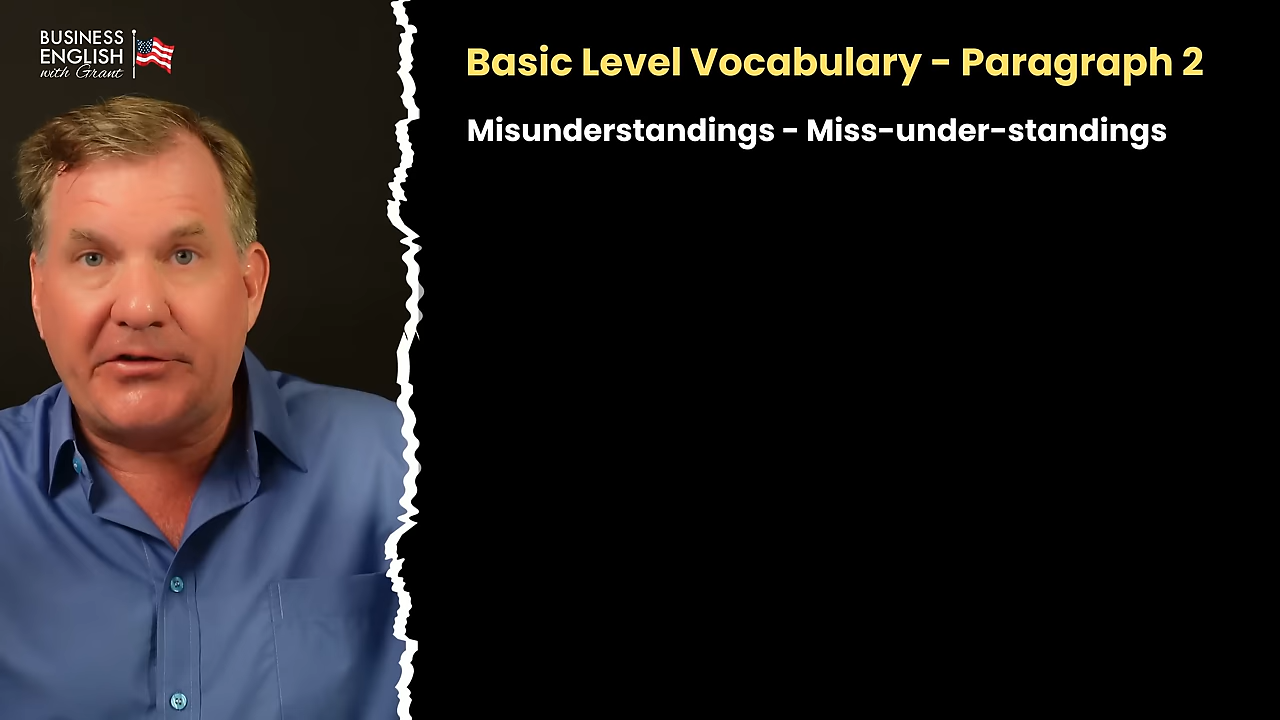 BUSINESS
ENGLISH
with Grant
Basic Level Vocabulary - Paragraph 2
Misunderstandings - Miss-under-standings